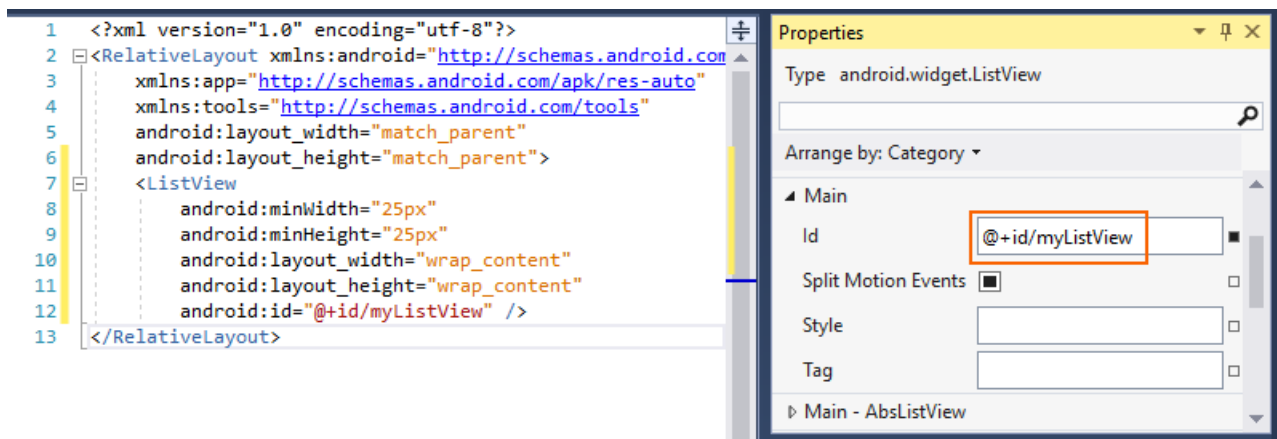 1 <?xml version="1.0" encoding="utf-8"?>
2 <RelativeLayout xmlns:android="http://schemas.android.com
3 xmlns:app="http://schemas.android.com/apk/res-auto"
4 xmlns:tools="http://schemas.android.com/tools"
5 android:layout_width="match_parent"
6 android:layout_height="match_parent">
7 <ListView
8 android:minWidth="25px"
9 android:minHeight="25px"
10 android:layout_width="wrap_content"
11 android:layout_height="wrap_content"
12 android:id="@+id/myListView" />
13 </RelativeLayout>
Properties
Type android.widget.ListView
Arrange by: Category
Main
Id @+id/myListView
Split Motion Events
Style
Tag
Main - AbsListView